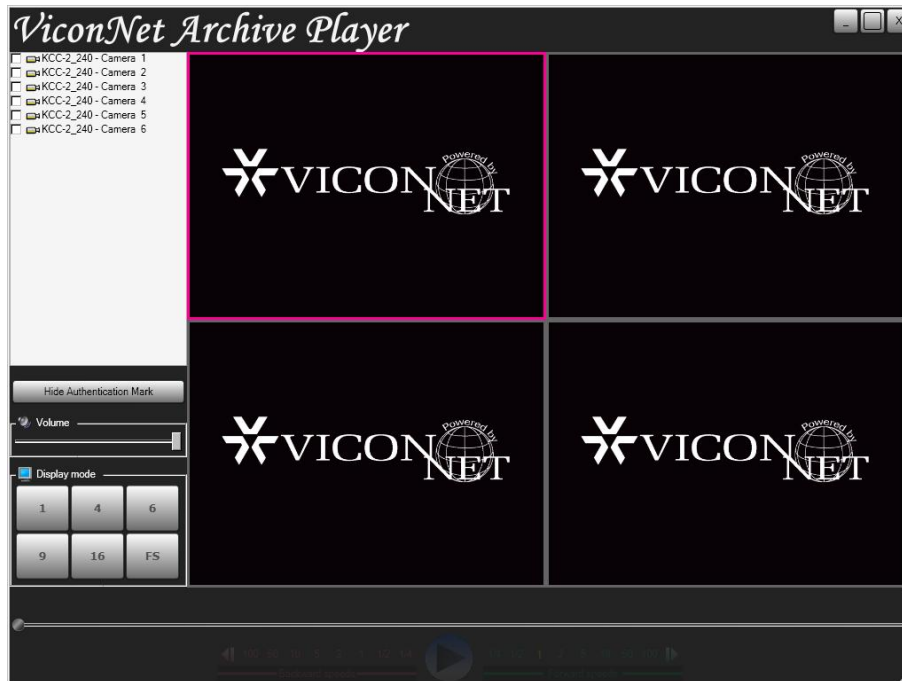 ViconNet Archive Player
_ X
KCC-2_240 - Camera 1
KCC-2_240 - Camera 2
KCC-2_240 - Camera 3
KCC-2_240 - Camera 4
KCC-2_240 - Camera 5
KCC-2_240 - Camera 6
VICON NET Powered by
VICON NET Powered by
Hide Authentication Mark
Volume
VICON NET Powered by
VICON NET Powered by
Display mode
1 4 6
9 16 FS